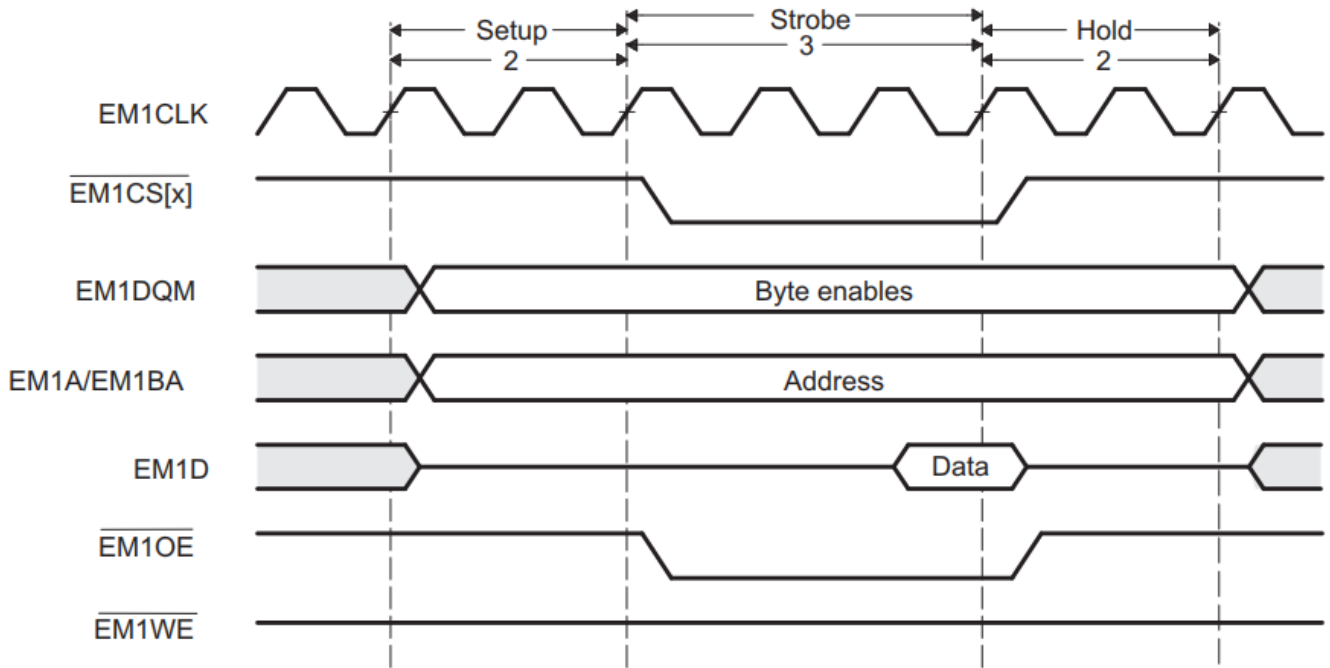 Setup
Strobe
Hold
2
3
2
EM1CLK
EM1CS[x]
EM1DQM
Byte enables
EM1A/EM1BA
Address
EM1D
Data
EM1OE
EM1WE